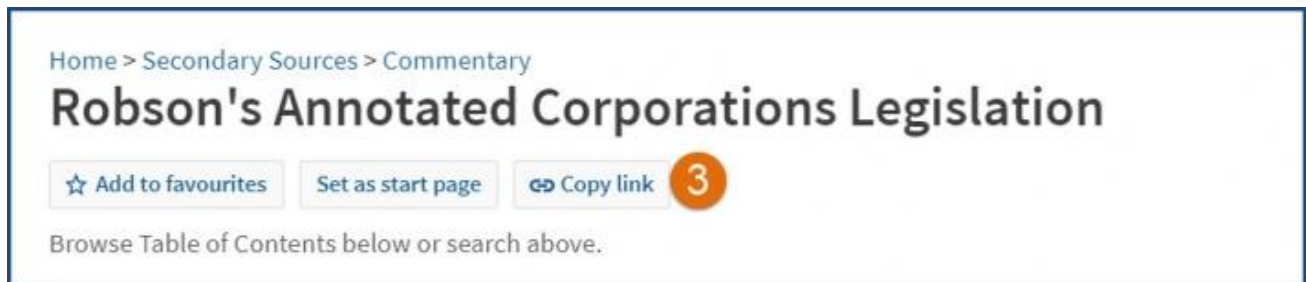 Home > Secondary Sources > Commentary
Robson's Annotated Corporations Legislation
Add to favourites Set as start page Copy link 3
Browse Table of Contents below or search above.